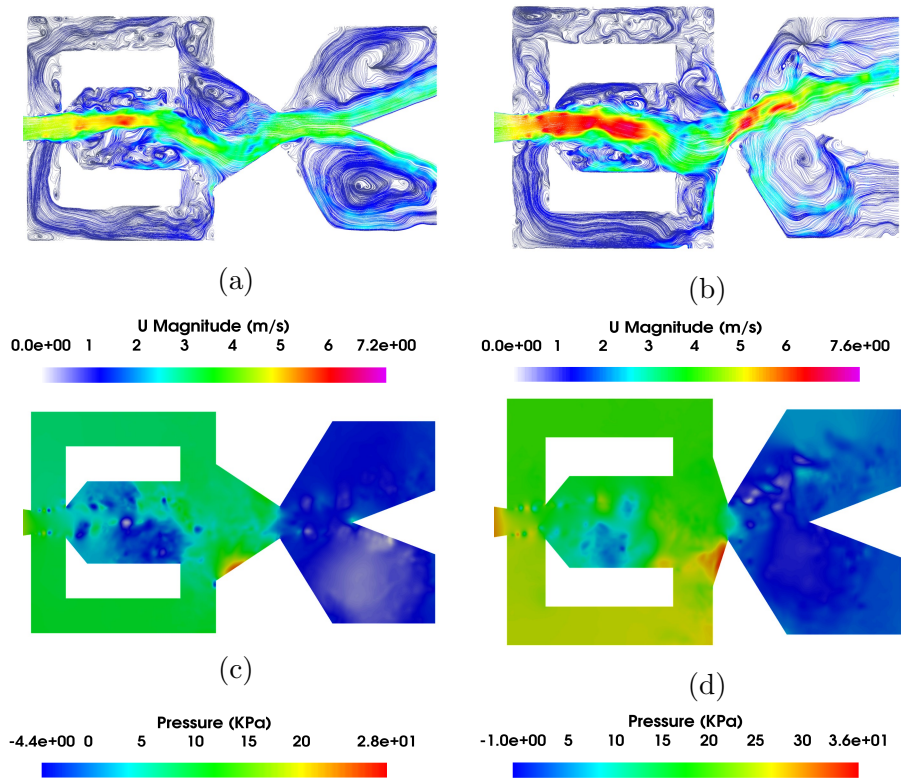 (a)
(b)
U Magnitude (m/s)
0.0e+00 1 2 3 4 5 6 7.2e+00
U Magnitude (m/s)
0.0e+00 1 2 3 4 5 6 7.6e+00
(c)
(d)
Pressure (KPa)
-4.4e+00 0 5 10 15 20 2.8e+01
Pressure (KPa)
-1.0e+00 5 10 15 20 25 30 3.6e+01